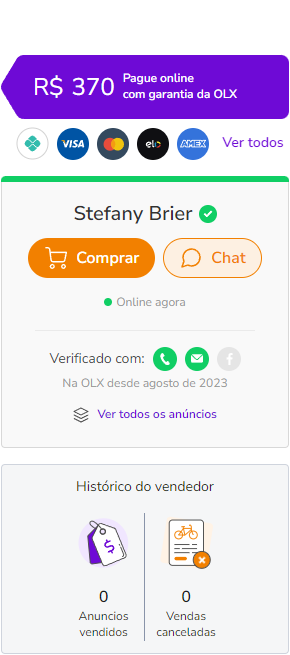 R$ 370
Pague online
com garantia da OLX
VISA
elo
AMEX
Ver todos
Stefany Brier
Comprar
Chat
Online agora
Verificado com:
Na OLX desde agosto de 2023
Ver todos os anúncios
Histórico do vendedor
$
0
Anuncios
vendidos
0
Vendas
canceladas